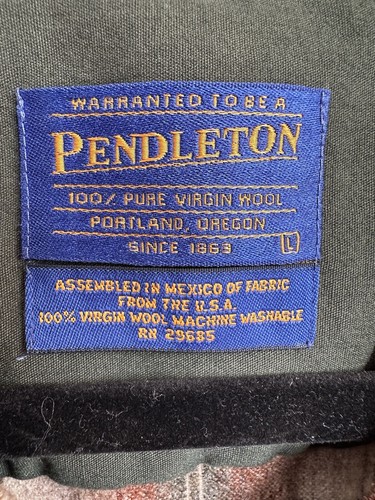 WARRANTED TO BE A
PENDLETON
100% PURE VIRGIN WOOL
PORTLAND, OREGON
SINCE 1863
L
ASSEMBLED IN MEXICO OF FABRIC
FROM THE U.S.A.
100% VIRGIN WOOL MACHINE WASHABLE
RN 29685